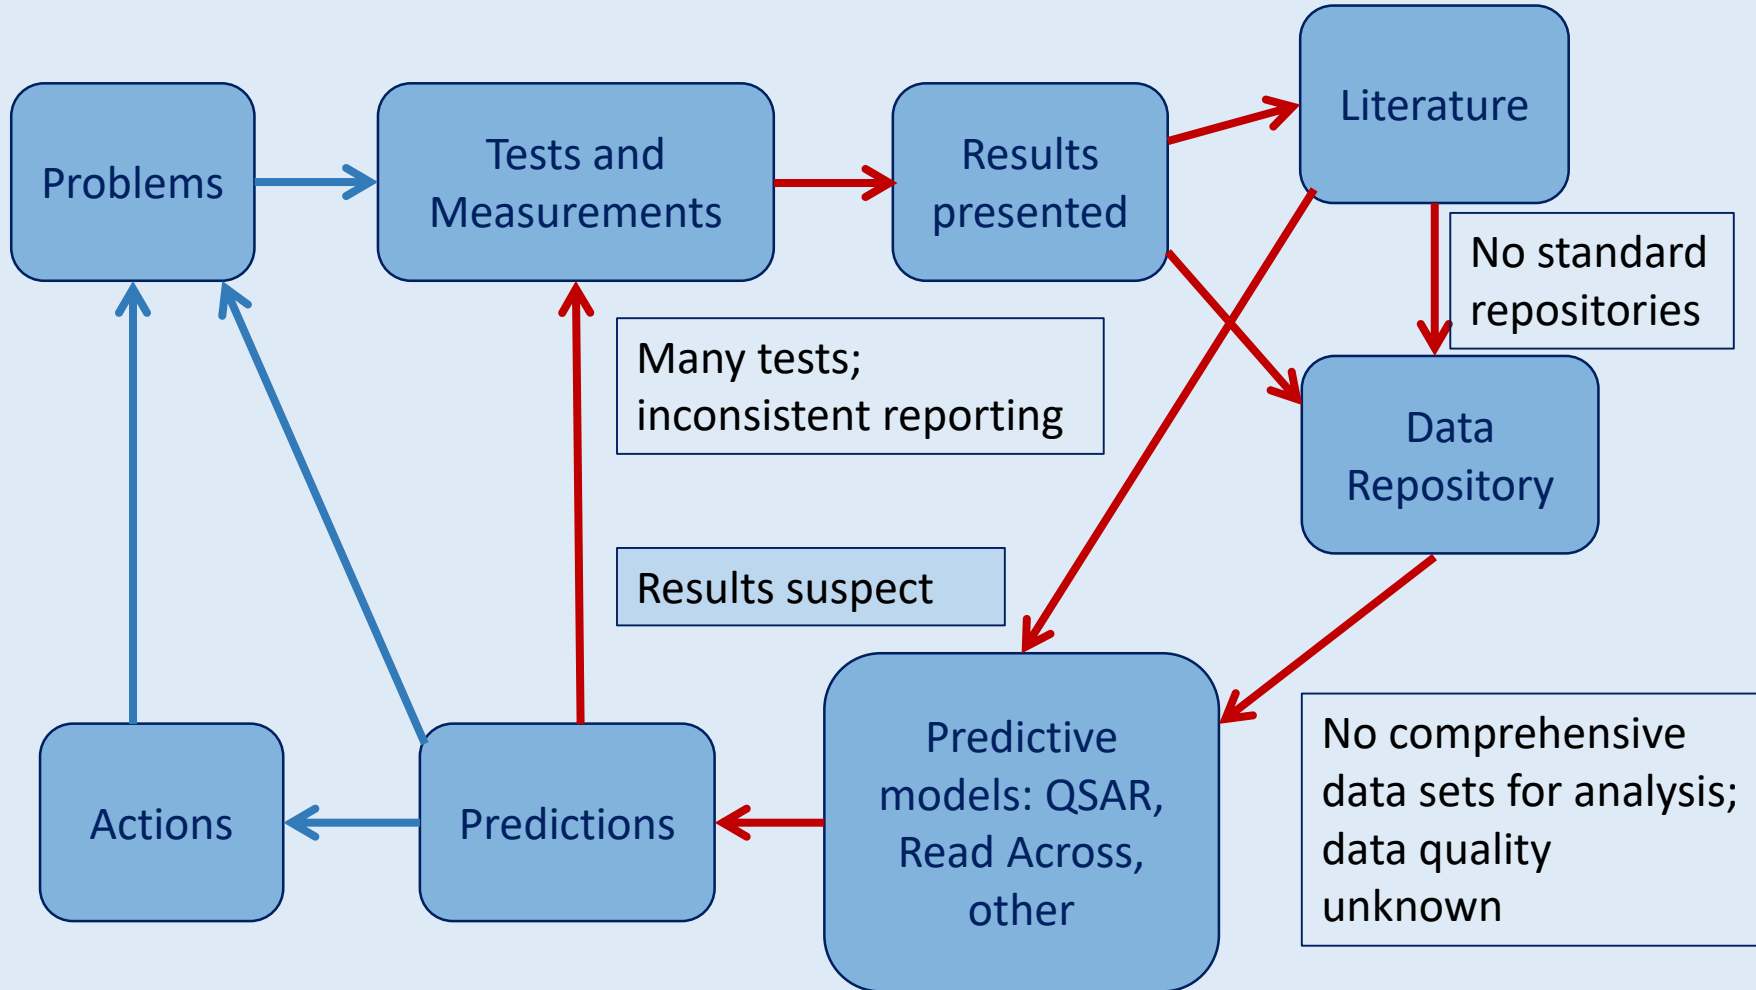 Problems
Tests and
Measurements
Results
presented
Literature
No standard
repositories
Many tests;
inconsistent reporting
Data
Repository
Results suspect
Actions
Predictions
Predictive
models: QSAR,
Read Across,
other
No comprehensive
data sets for analysis;
data quality
unknown